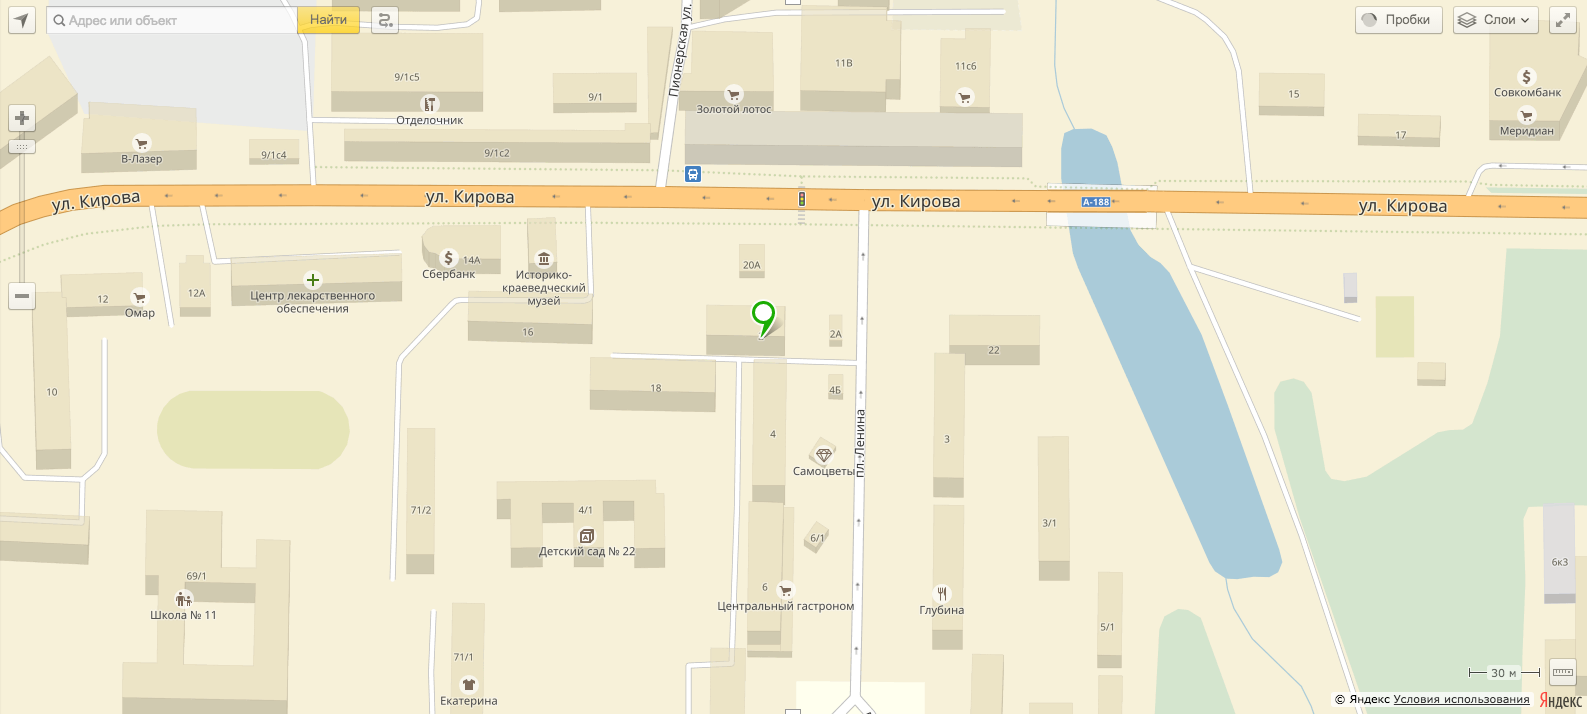 Адрес или объект
Найти
Пробки
Слои
Пионерская ул.
9/1с5
Отделочник
9/1
Золотой лотос
11В
11с6
15
17
Совкомбанк
Меридиан
В-Лазер
9/1с4
9/1с2
ул. Кирова
ул. Кирова
ул. Кирова
А-188
ул. Кирова
12
Омар
12А
Центр лекарственного
обеспечения
14А
Сбербанк
Историко-
краеведческий
музей
16
20А
2А
22
10
18
4Б
4
3
Самоцветы
пл. Ленина
71/2
4/1
Детский сад № 22
6/1
3/1
6к3
69/1
Школа № 11
6
Центральный гастроном
Глубина
5/1
71/1
Екатерина
30 м
© Яндекс Условия использования
Яндекс